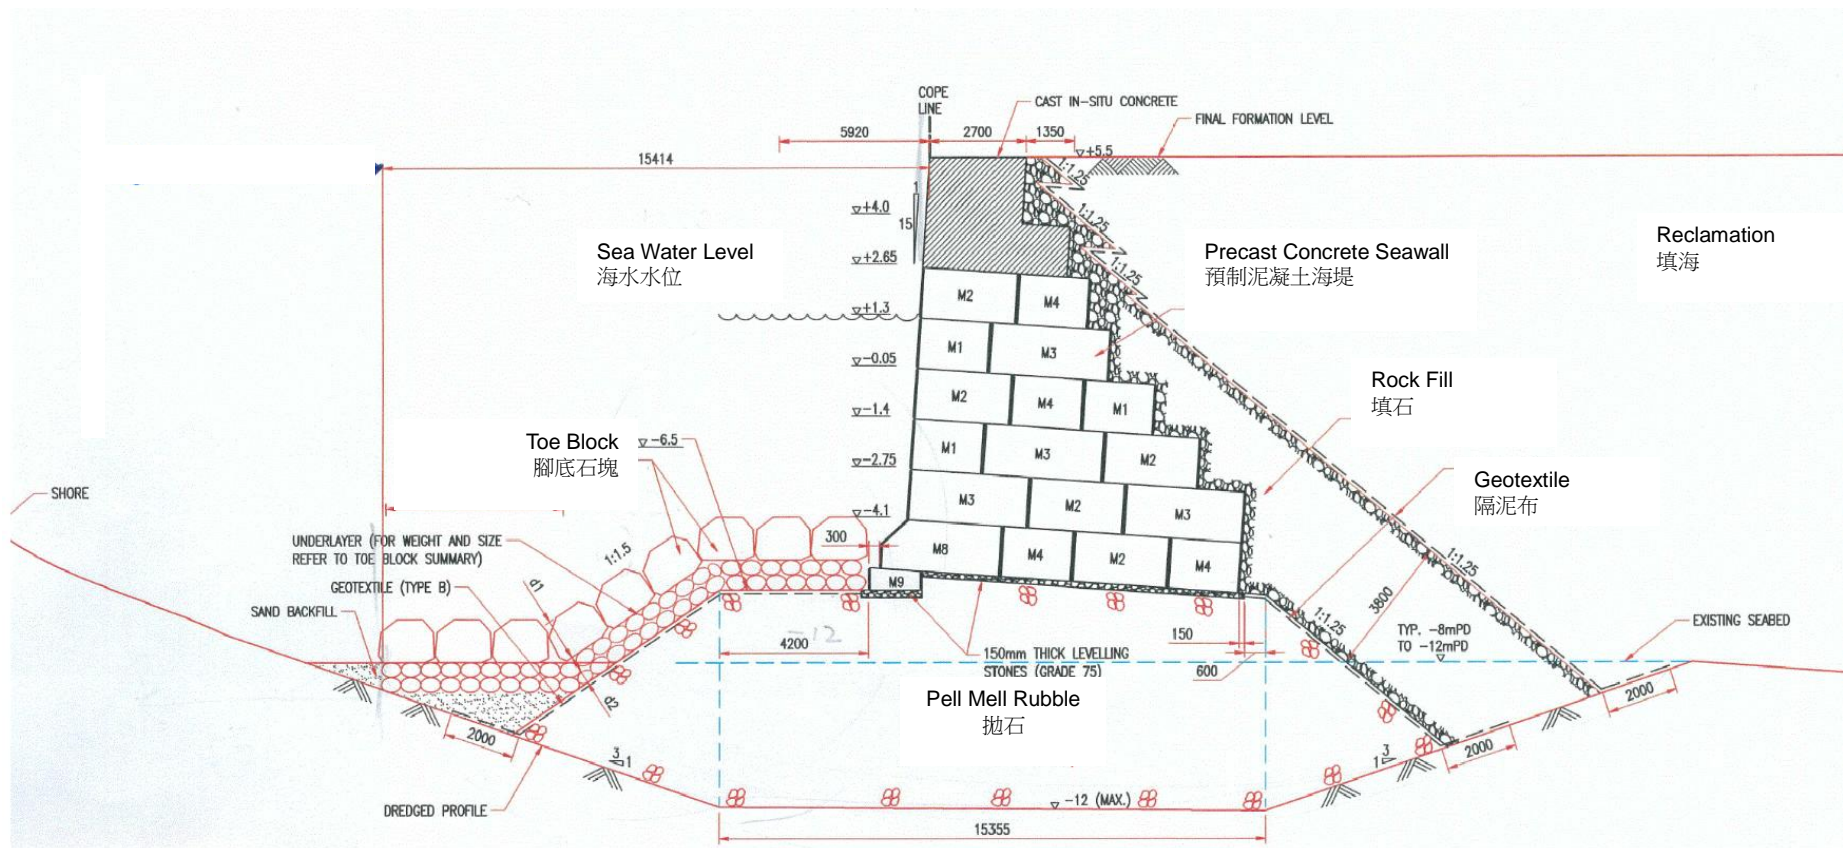 COPE
LINE
CAST IN-SITU CONCRETE
FINAL FORMATION LEVEL
5920
2700
1350
15414
+5.5
1:1.25
1
15
+4.0
1:1.25
Sea Water Level
海水水位
+2.65
1:1.25
Precast Concrete Seawall
預制泥凝土海堤
Reclamation
填海
M2
M4
+1.3
M1
M3
-0.05
Rock Fill
填石
M2
M4
M1
-1.4
Toe Block
腳底石塊
-6.5
M1
M3
M2
-2.75
Geotextile
隔泥布
SHORE
M3
M2
M3
-4.1
300
UNDERLAYER (FOR WEIGHT AND SIZE
REFER TO TOE BLOCK SUMMARY)
1:1.5
M8
M4
M2
M4
M9
1:1.25
3800
GEOTEXTILE (TYPE B)
d1
SAND BACKFILL
1:1.25
EXISTING SEABED
TYP. -8mPD
TO -12mPD
-12
4200
150
150mm THICK LEVELLING
STONES (GRADE 75)
600
Pell Mell Rubble
拋石
d2
2000
2000
2000
3
1
3
1
-12 (MAX.)
DREDGED PROFILE
15355